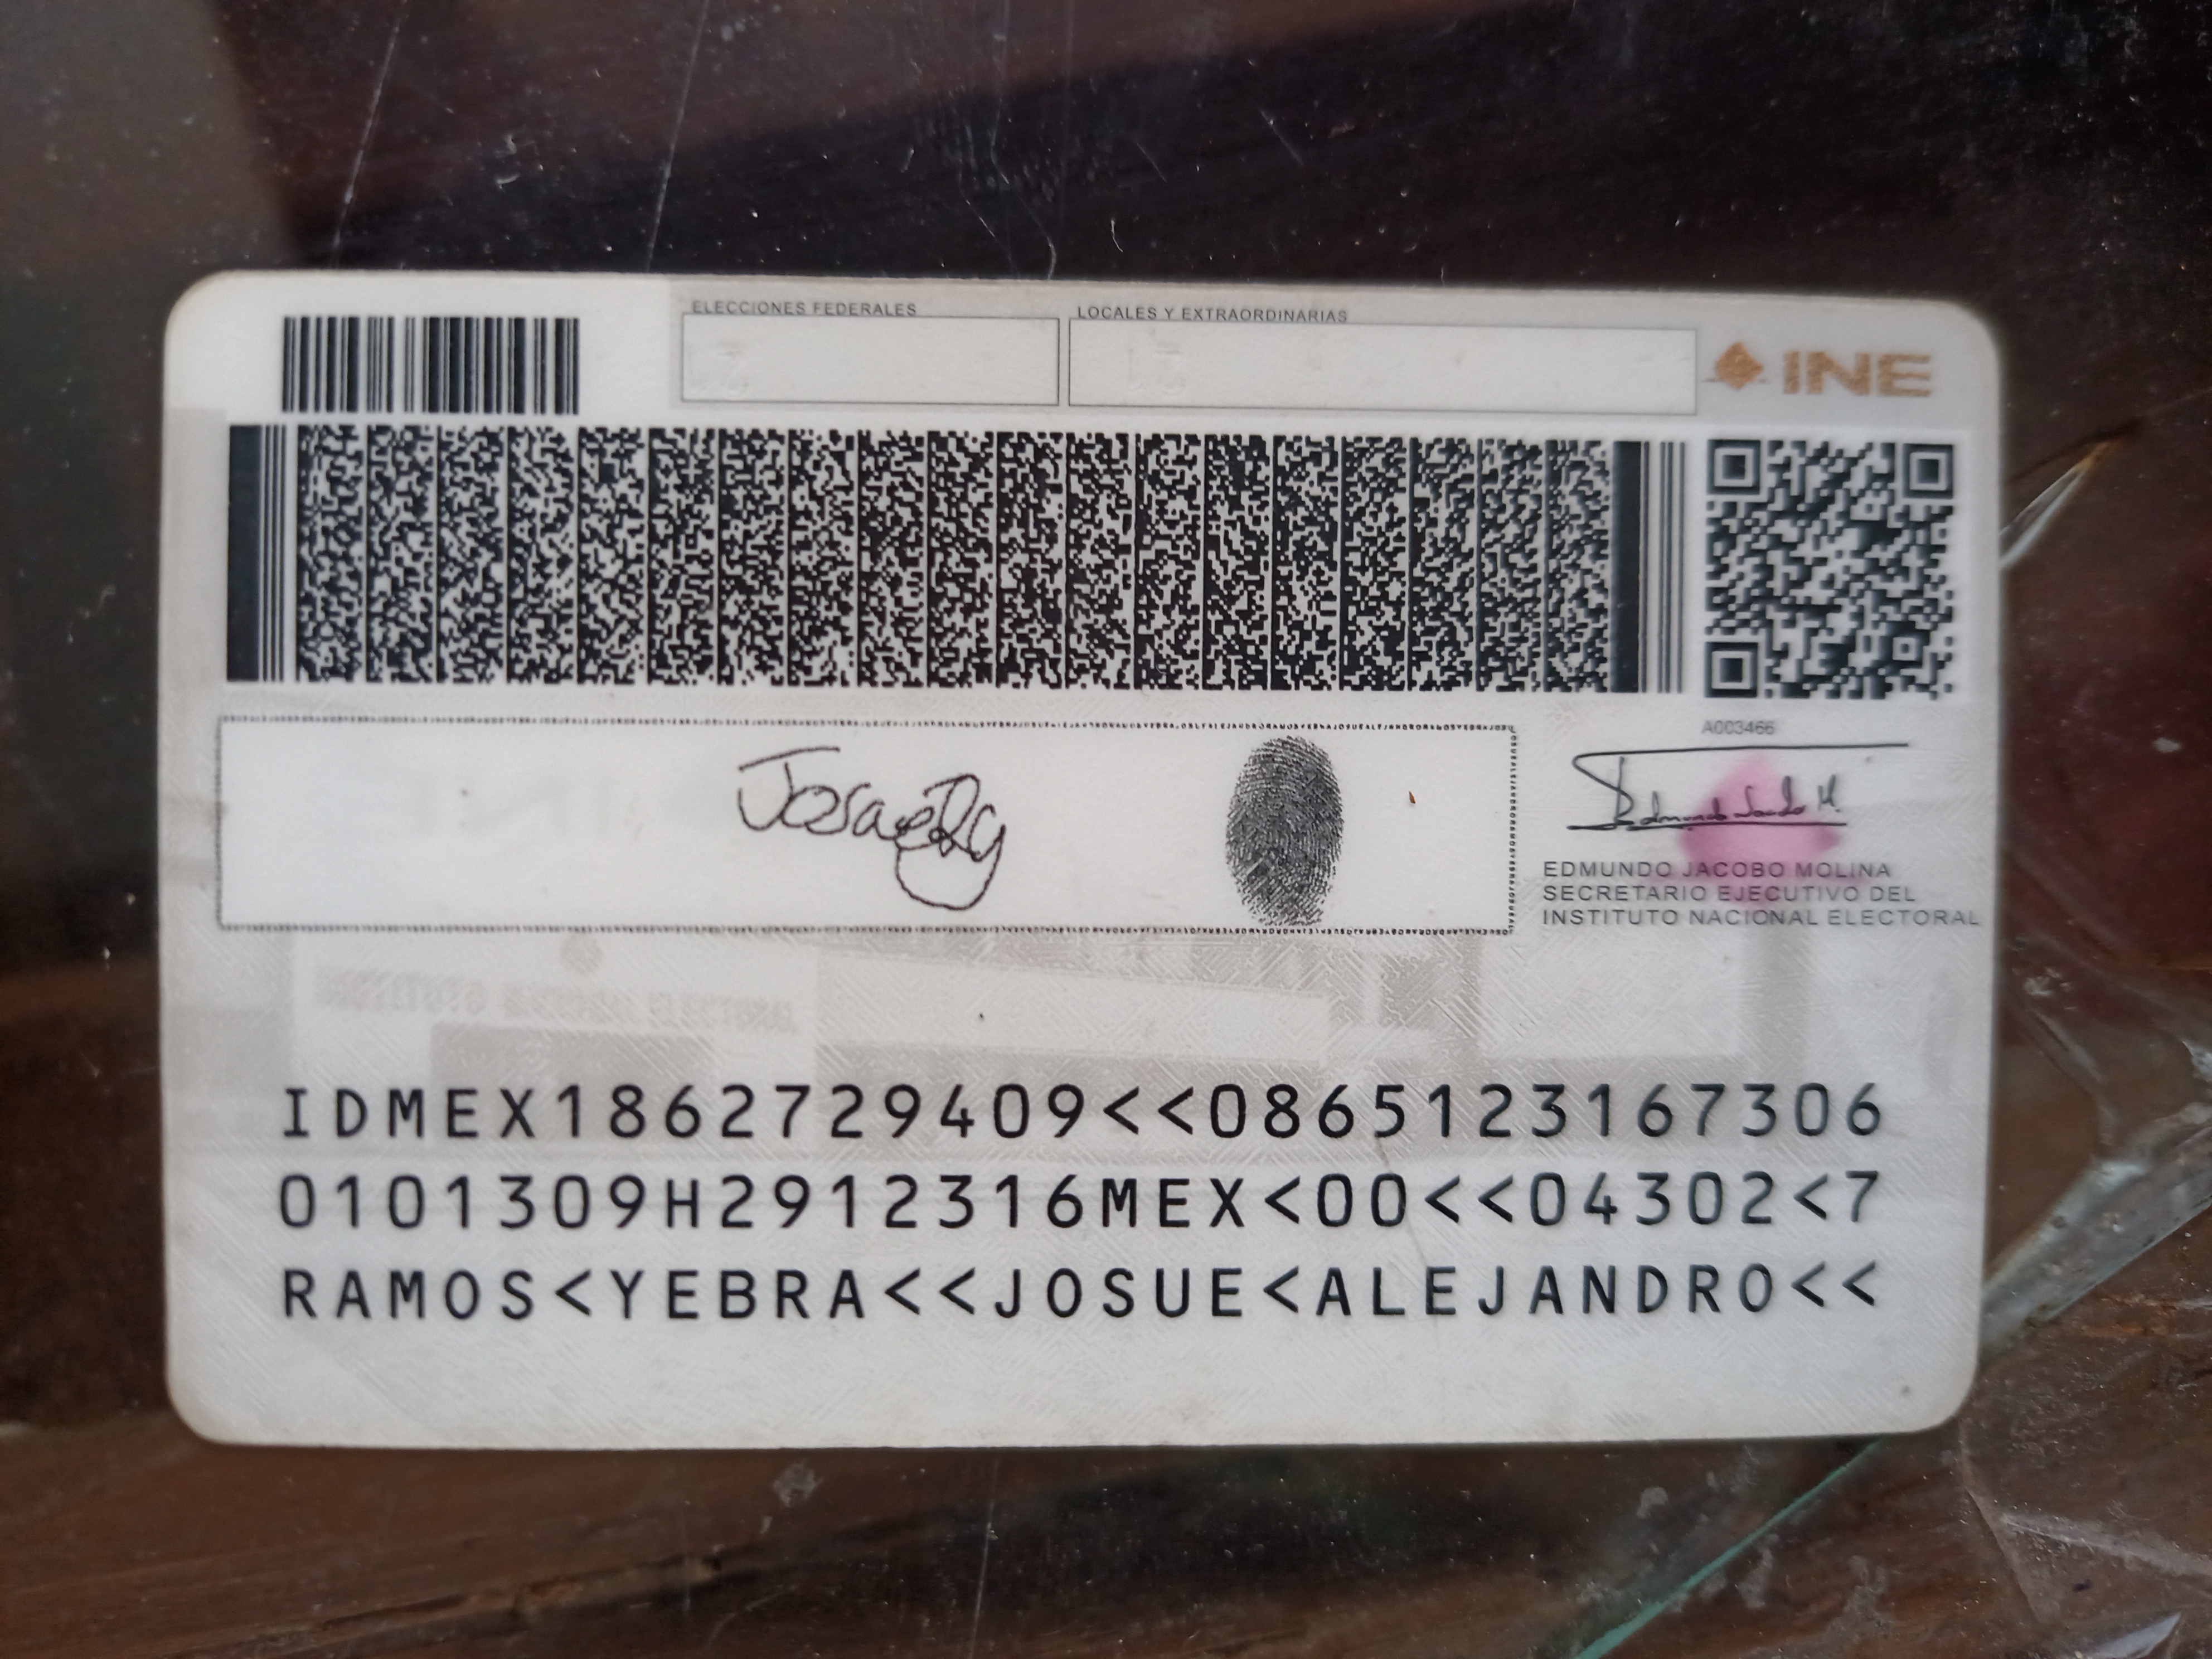 ELECCIONES FEDERALES
LOCALES Y EXTRAORDINARIAS
INE
A003466
EDMUNDO JACOBO MOLINA
SECRETARIO EJECUTIVO DEL
INSTITUTO NACIONAL ELECTORAL
IDMEX1862729409<<0865123167306
0101309H2912316MEX<00<<04302<7
RAMOS<YEBRA<<JOSUE<ALEJANDRO<<